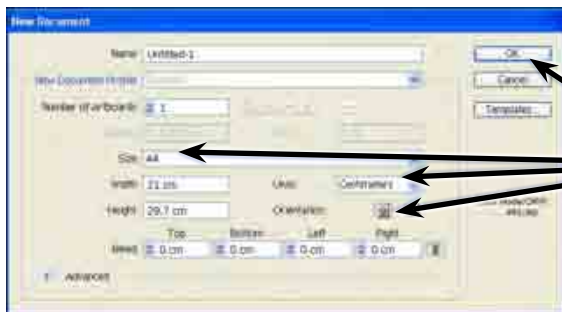 New Document
Name: Untitled-1
OK
New Document Profile:
Cancel
Number of Artboards: 1
Templates...
Size: A4
Width: 21 cm Units: Centimeters
Height: 29.7 cm Orientation:
Top Bottom Left Right
Bleed: 0 cm 0 cm 0 cm 0 cm
Advanced